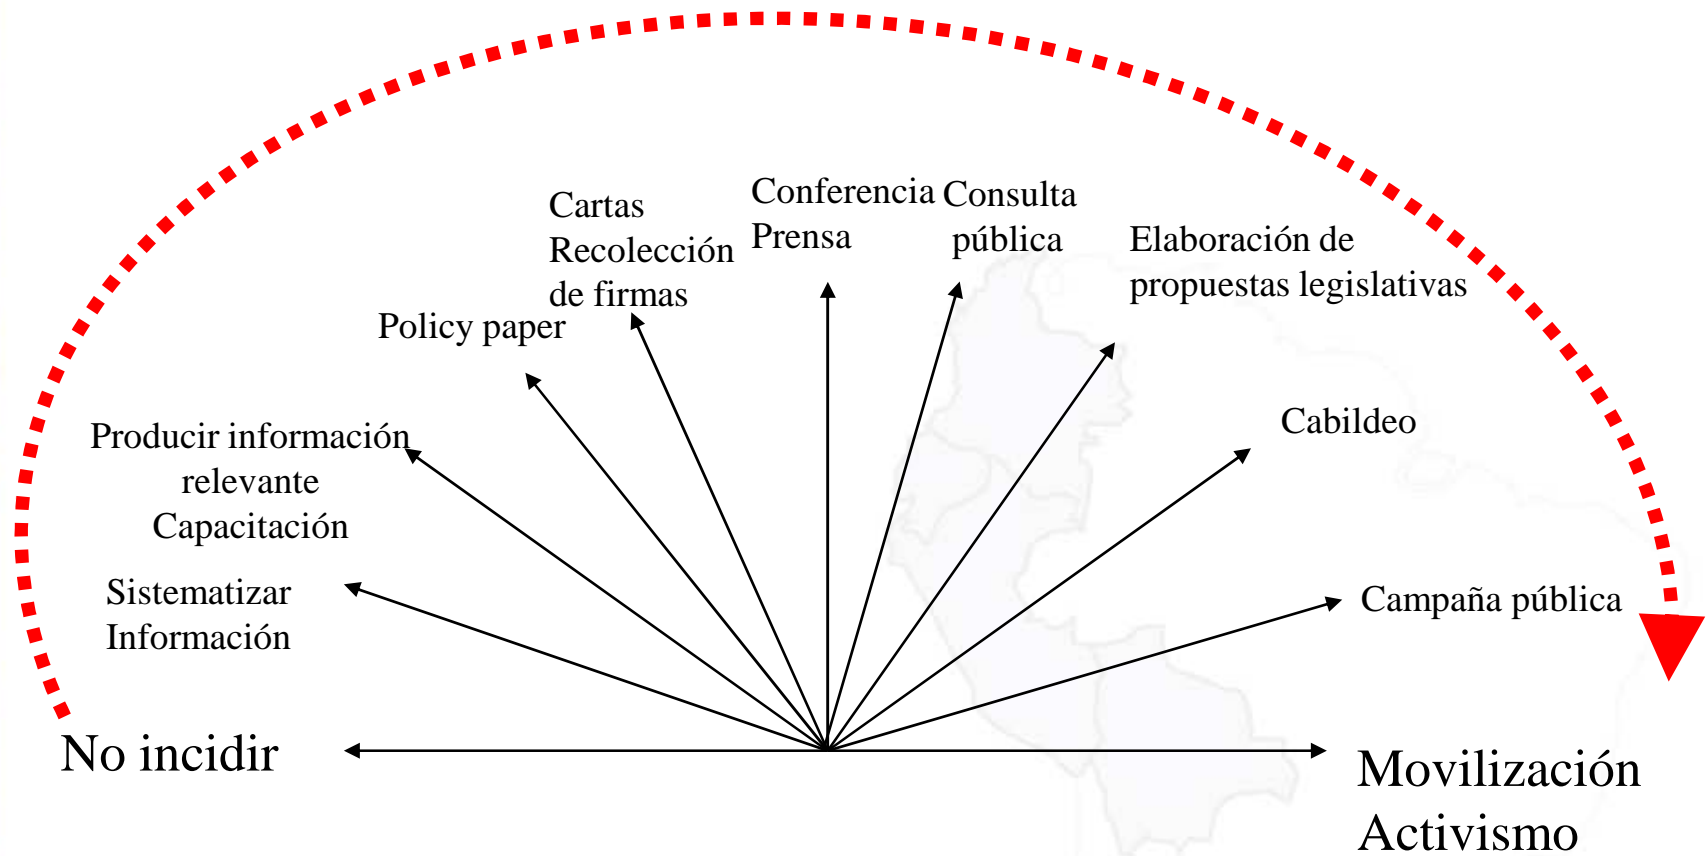 Conferencia
Prensa
Consulta
pública
Cartas
Recolección
de firmas
Elaboración de
propuestas legislativas
Policy paper
Cabildeo
Producir información
relevante
Capacitación
Sistematizar
Información
Campaña pública
No incidir
Movilización
Activismo